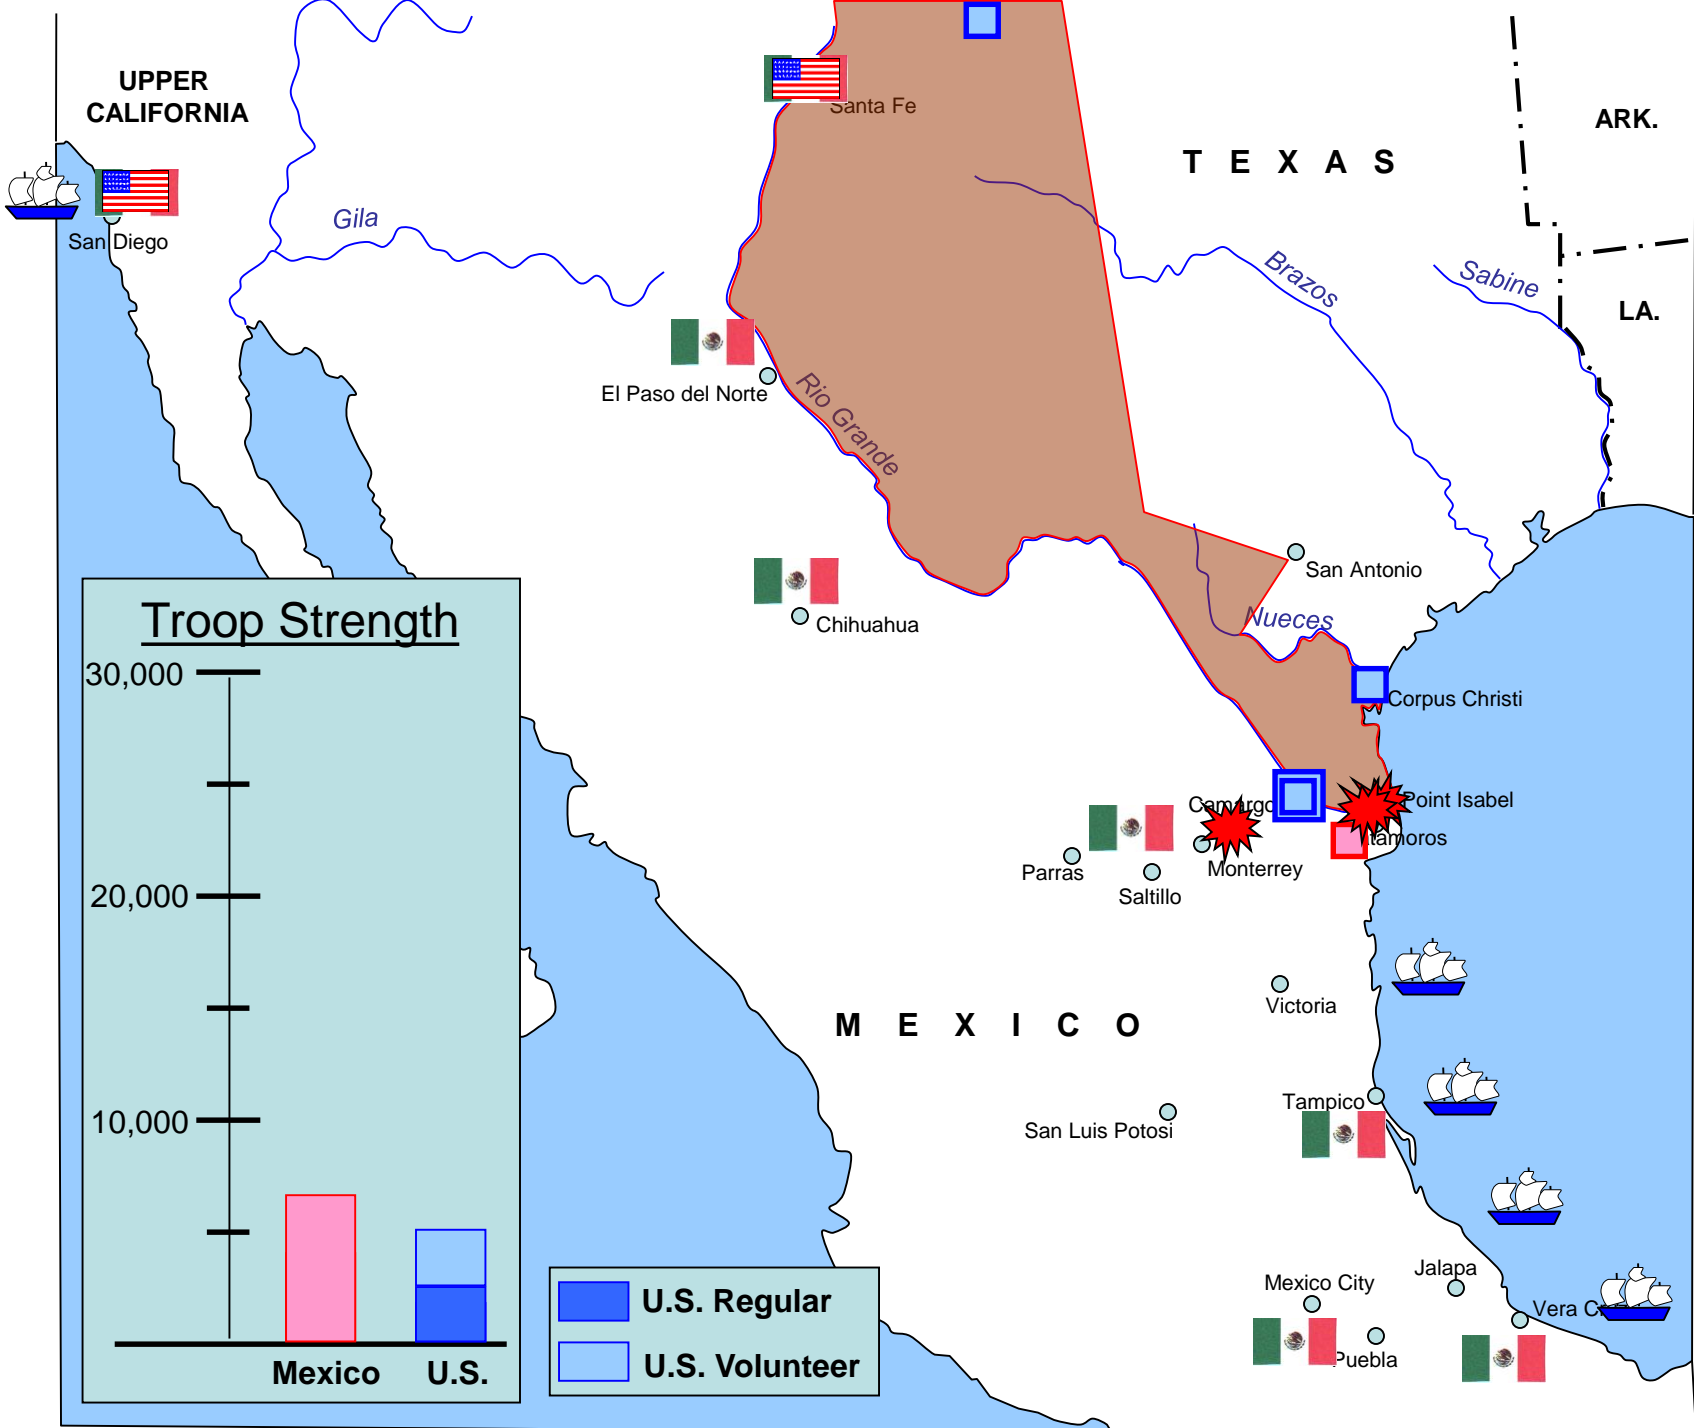 UPPER
CALIFORNIA
Santa Fe
ARK.
T E X A S
Gila
San Diego
Brazos
Sabine
LA.
El Paso del Norte
Rio Grande
San Antonio
Nueces
Chihuahua
Corpus Christi
Troop Strength
30,000
20,000
10,000
Mexico U.S.
Camargo
Point Isabel
Monterrey
Parras
Saltillo
Victoria
M E X I C O
Tampico
San Luis Potosi
Jalapa
Mexico City
Vera
Puebla
U.S. Regular
U.S. Volunteer